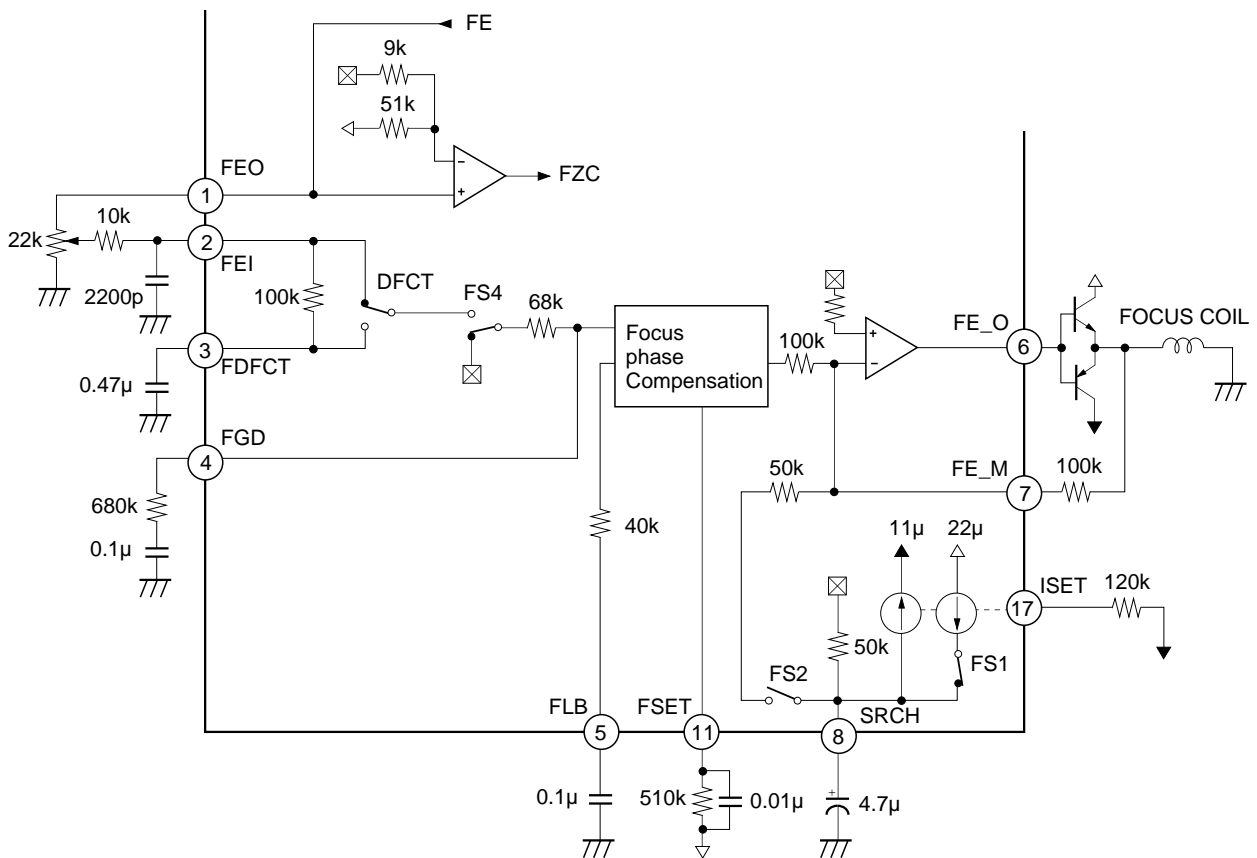 FE
9k
51k
FEO
FZC
1
10k
22k
2
FEI
2200p
100k
DFCT
FS4
68k
3
FDFCT
0.47µ
Focus
phase
Compensation
100k
FE_O
6
FOCUS COIL
FGD
4
680k
0.1µ
50k
FE_M
7
100k
40k
11µ
22µ
ISET
17
120k
50k
FS2
FS1
FLB
5
FSET
11
SRCH
8
0.1µ
510k
0.01µ
4.7µ